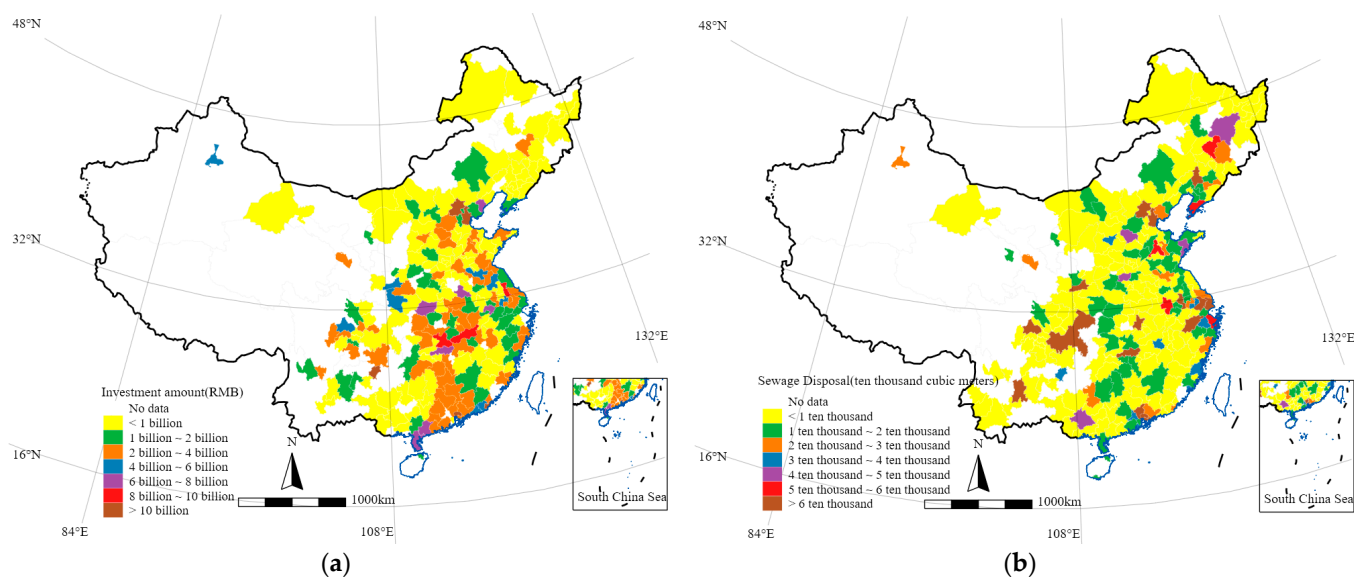 48°N
32°N
16°N
84°E
108°E
132°E
Investment amount(RMB)
No data
< 1 billion
1 billion ~ 2 billion
2 billion ~ 4 billion
4 billion ~ 6 billion
6 billion ~ 8 billion
8 billion ~ 10 billion
> 10 billion
N
1000km
South China Sea
(a)
48°N
32°N
16°N
84°E
108°E
132°E
Sewage Disposal(ten thousand cubic meters)
No data
< 1 ten thousand
1 ten thousand ~ 2 ten thousand
2 ten thousand ~ 3 ten thousand
3 ten thousand ~ 4 ten thousand
4 ten thousand ~ 5 ten thousand
5 ten thousand ~ 6 ten thousand
> 6 ten thousand
N
1000km
South China Sea
(b)